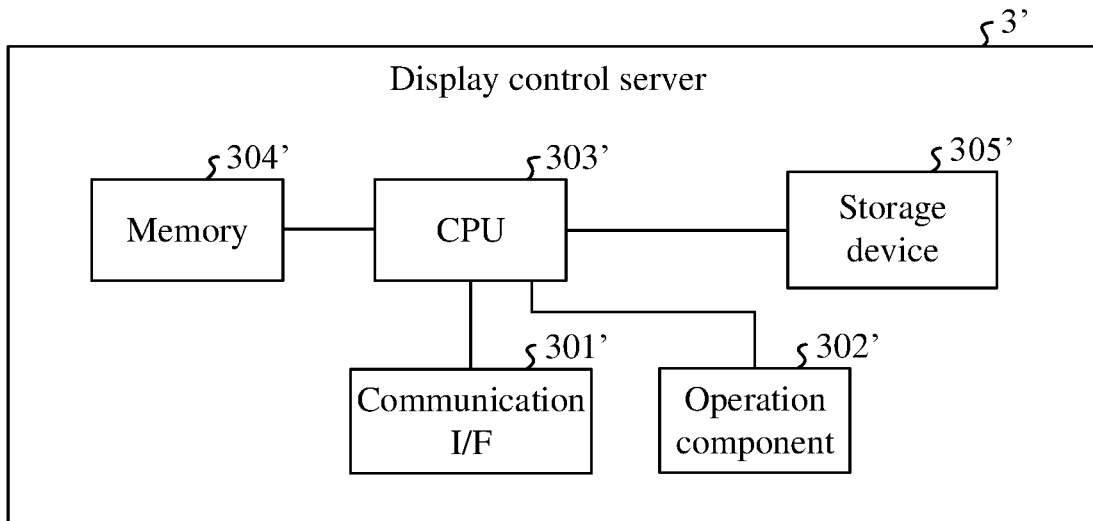 3’
Display control server
304’
303’
305’
Memory
CPU
Storage
device
301’
302’
Communication
I/F
Operation
component